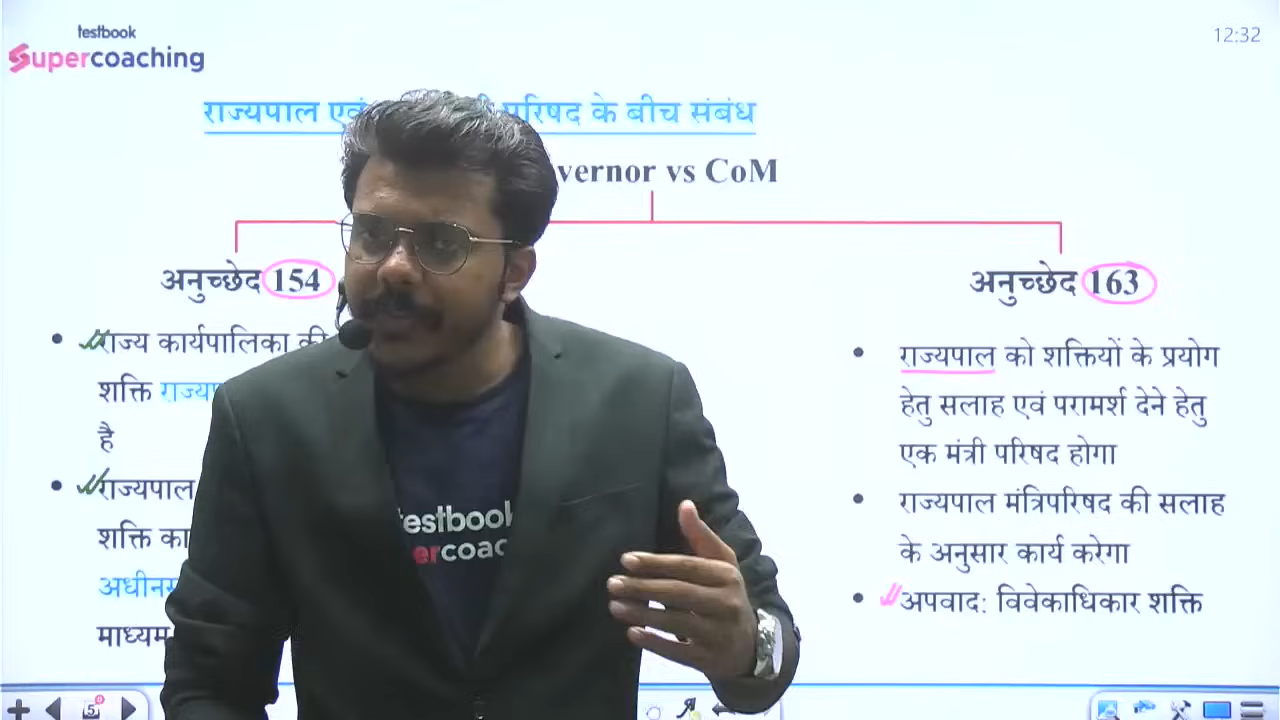 testbook
Supercoaching
12:32
राज्यपाल एवं परिषद के बीच संबंध
vernor vs CoM
अनुच्छेद 154
राज्य कार्यपालिका की
शक्ति
है
राज्यपाल
शक्ति का
माध्यम
अनुच्छेद 163
राज्यपाल को शक्तियों के प्रयोग
हेतु सलाह एवं परामर्श देने हेतु
एक मंत्री परिषद होगा
राज्यपाल मंत्रिपरिषद की सलाह
के अनुसार कार्य करेगा
अपवाद: विवेकाधिकार शक्ति
testbook
ercoac
5